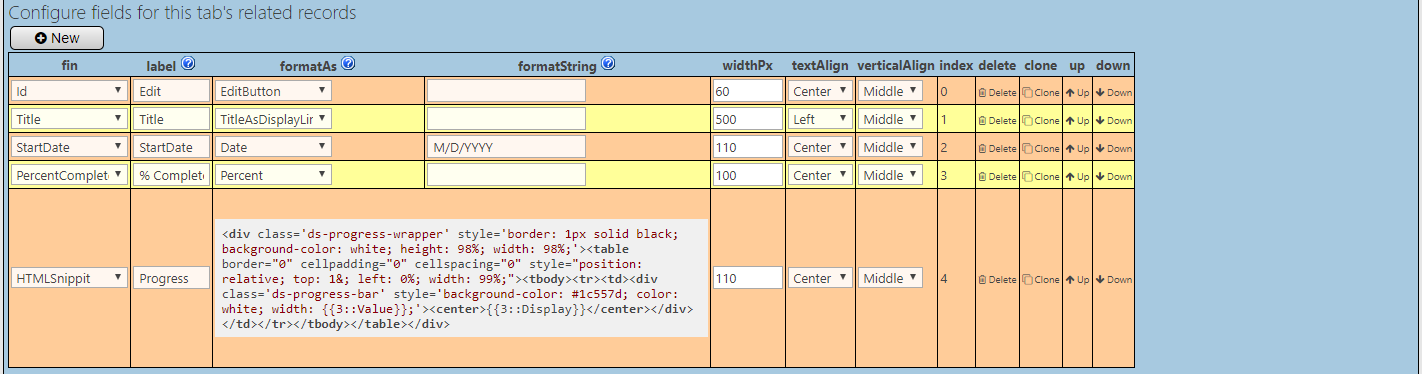 Configure fields for this tab's related records
New
fin label formatAs formatString widthPx textAlign verticalAlign index delete clone up down
Id Edit EditButton 60 Center Middle 0 Delete Clone Up Down
Title Title TitleAsDisplayLin 500 Left Middle 1 Delete Clone Up Down
StartDate StartDate Date M/D/YYYY 110 Center Middle 2 Delete Clone Up Down
PercentComplet % Complet Percent 100 Center Middle 3 Delete Clone Up Down
<div class='ds-progress-wrapper' style='border: 1px solid black;
background-color: white; height: 98%; width: 98%;'><table
border="0" cellpadding="0" cellspacing="0" style="position:
relative; top: 1&; left: 0%; width: 99%;"><tbody><tr><td><div
HTMLSnippit Progress class='ds-progress-bar' style='background-color: #1c557d; color: 110 Center Middle 4 Delete Clone Up Down
white; width: {{3::Value}};'><center>{{3::Display}}</center></div>
</td></tr></tbody></table></div>